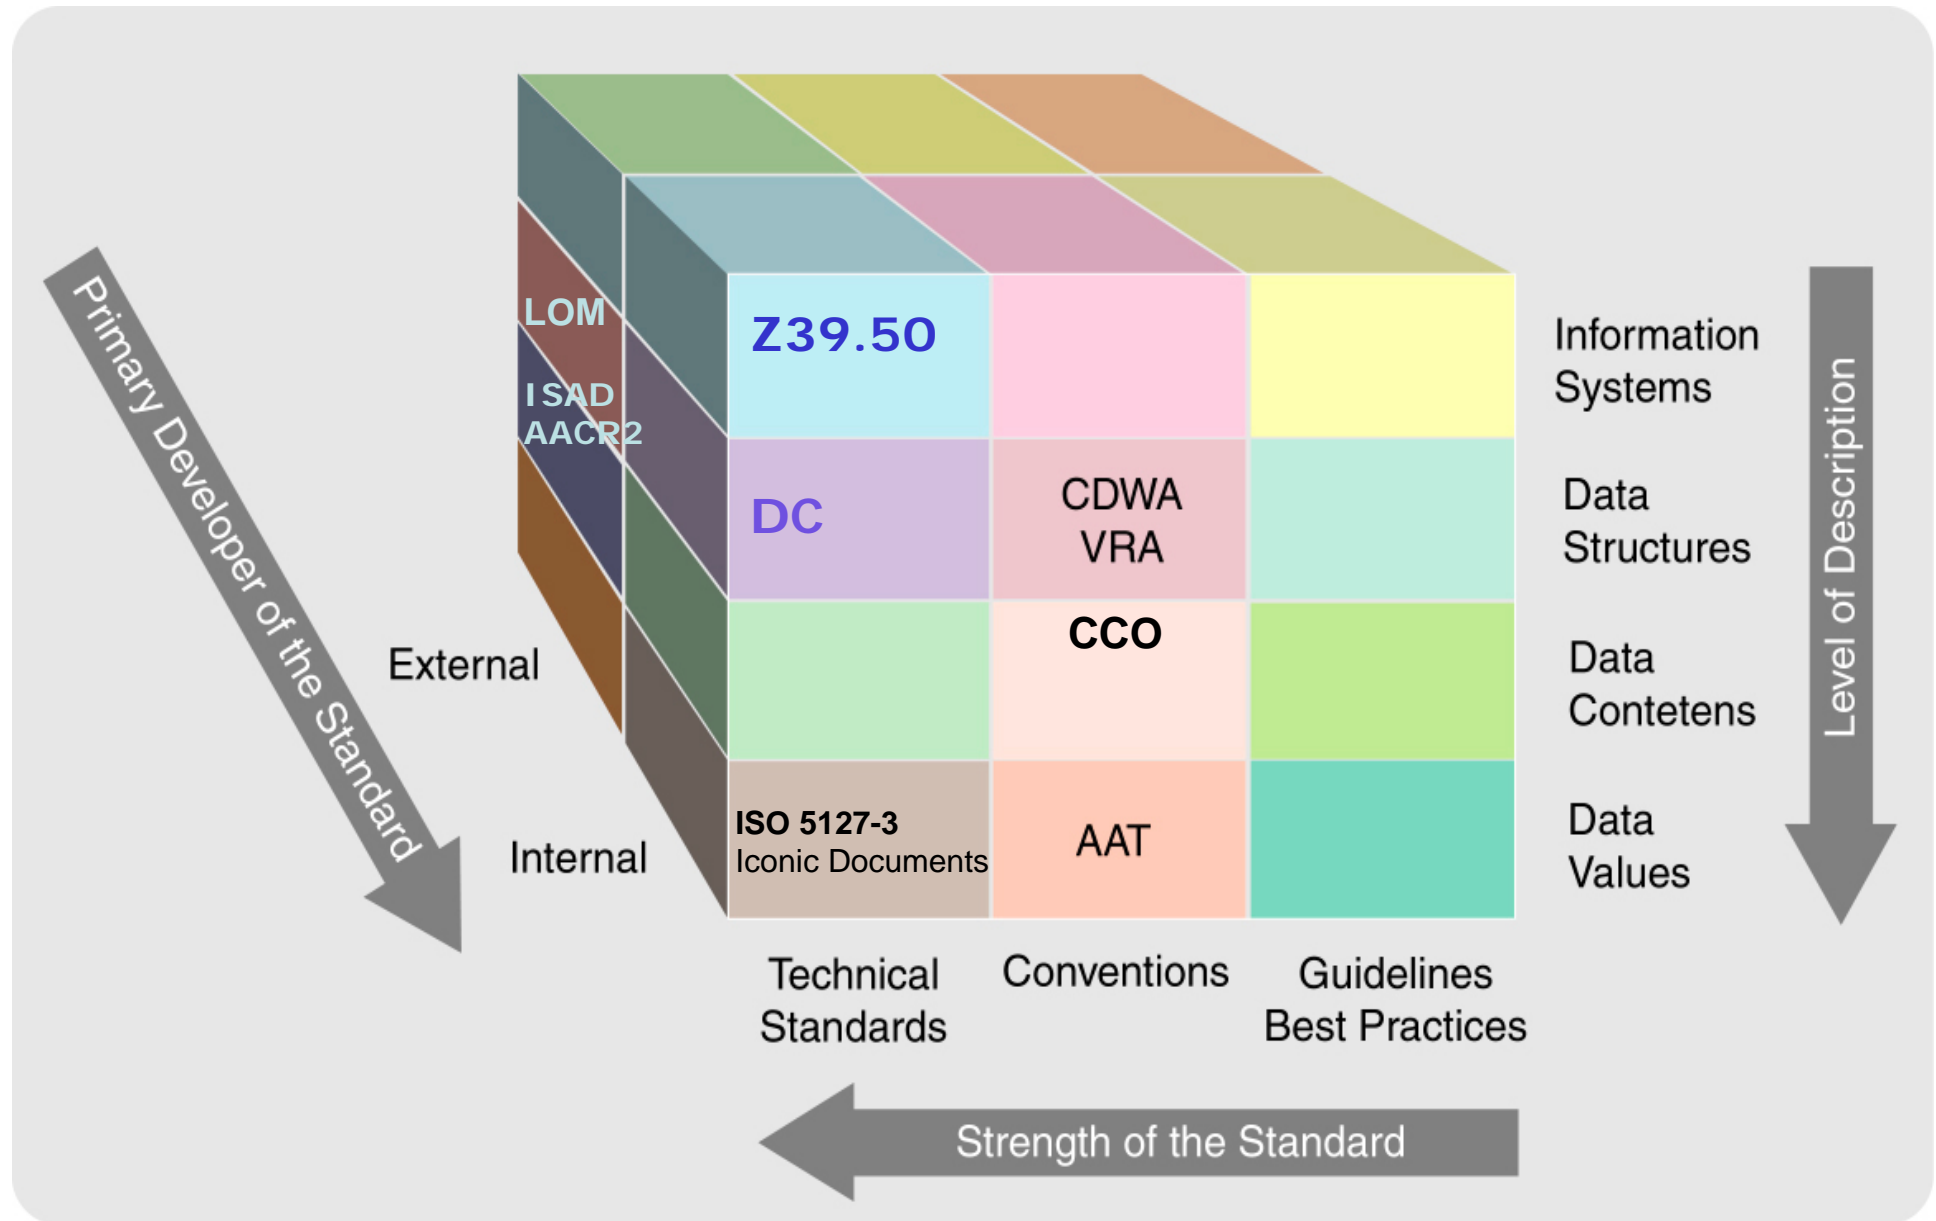 Primary Developer of the Standard
LOM
ISAD
AACR2
External
Internal
Z39.50
DC
CDWA
VRA
CCO
ISO 5127-3
Iconic Documents
AAT
Information
Systems
Data
Structures
Data
Contetens
Data
Values
Level of Description
Technical
Standards
Conventions
Guidelines
Best Practices
Strength of the Standard